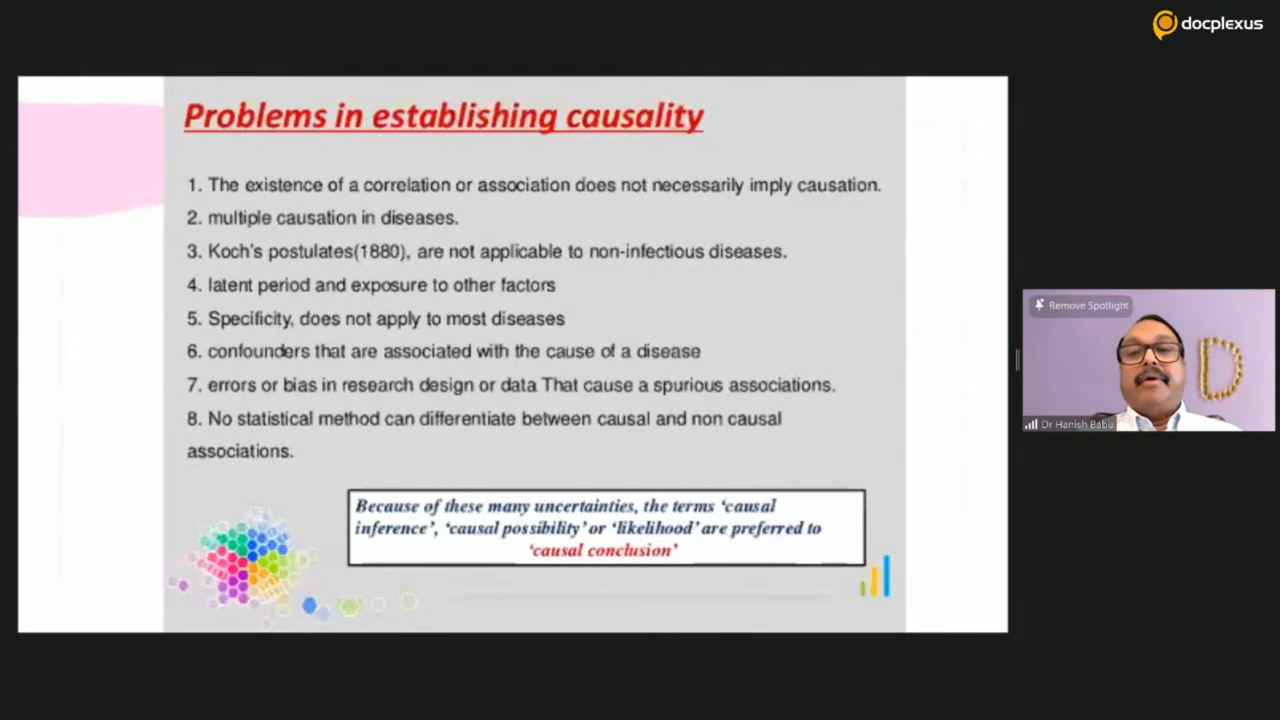 docplexus
Problems in establishing causality
1. The existence of a correlation or association does not necessarily imply causation.
2. multiple causation in diseases.
3. Koch's postulates(1880), are not applicable to non-infectious diseases.
4. latent period and exposure to other factors
5. Specificity, does not apply to most diseases
6. confounders that are associated with the cause of a disease
7. errors or bias in research design or data That cause a spurious associations.
8. No statistical method can differentiate between causal and non causal
associations.
Because of these many uncertainties, the terms 'causal
inference', 'causal possibility' or 'likelihood' are preferred to
'causal conclusion'
Remove Spotlight
D
Dr Harish Babu